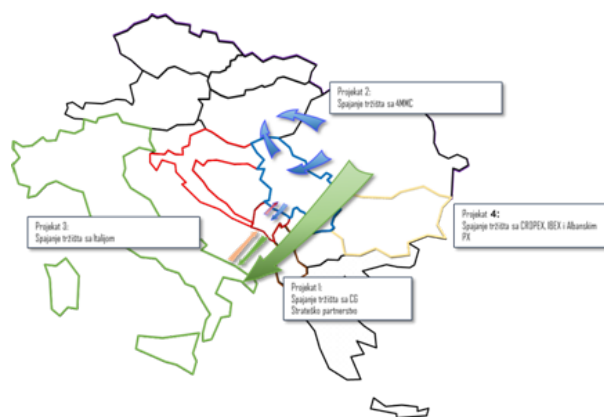 Projekat 2:
Spajanje tržišta sa 4MMC
Projekat 3:
Spajanje tržišta sa Italijom
Projekat 4:
Spajanje tržišta sa CROPEX, IBEX i Albanskim
PX
Projekat 1:
Spajanje tržišta sa CG
Strateško partnerstvo